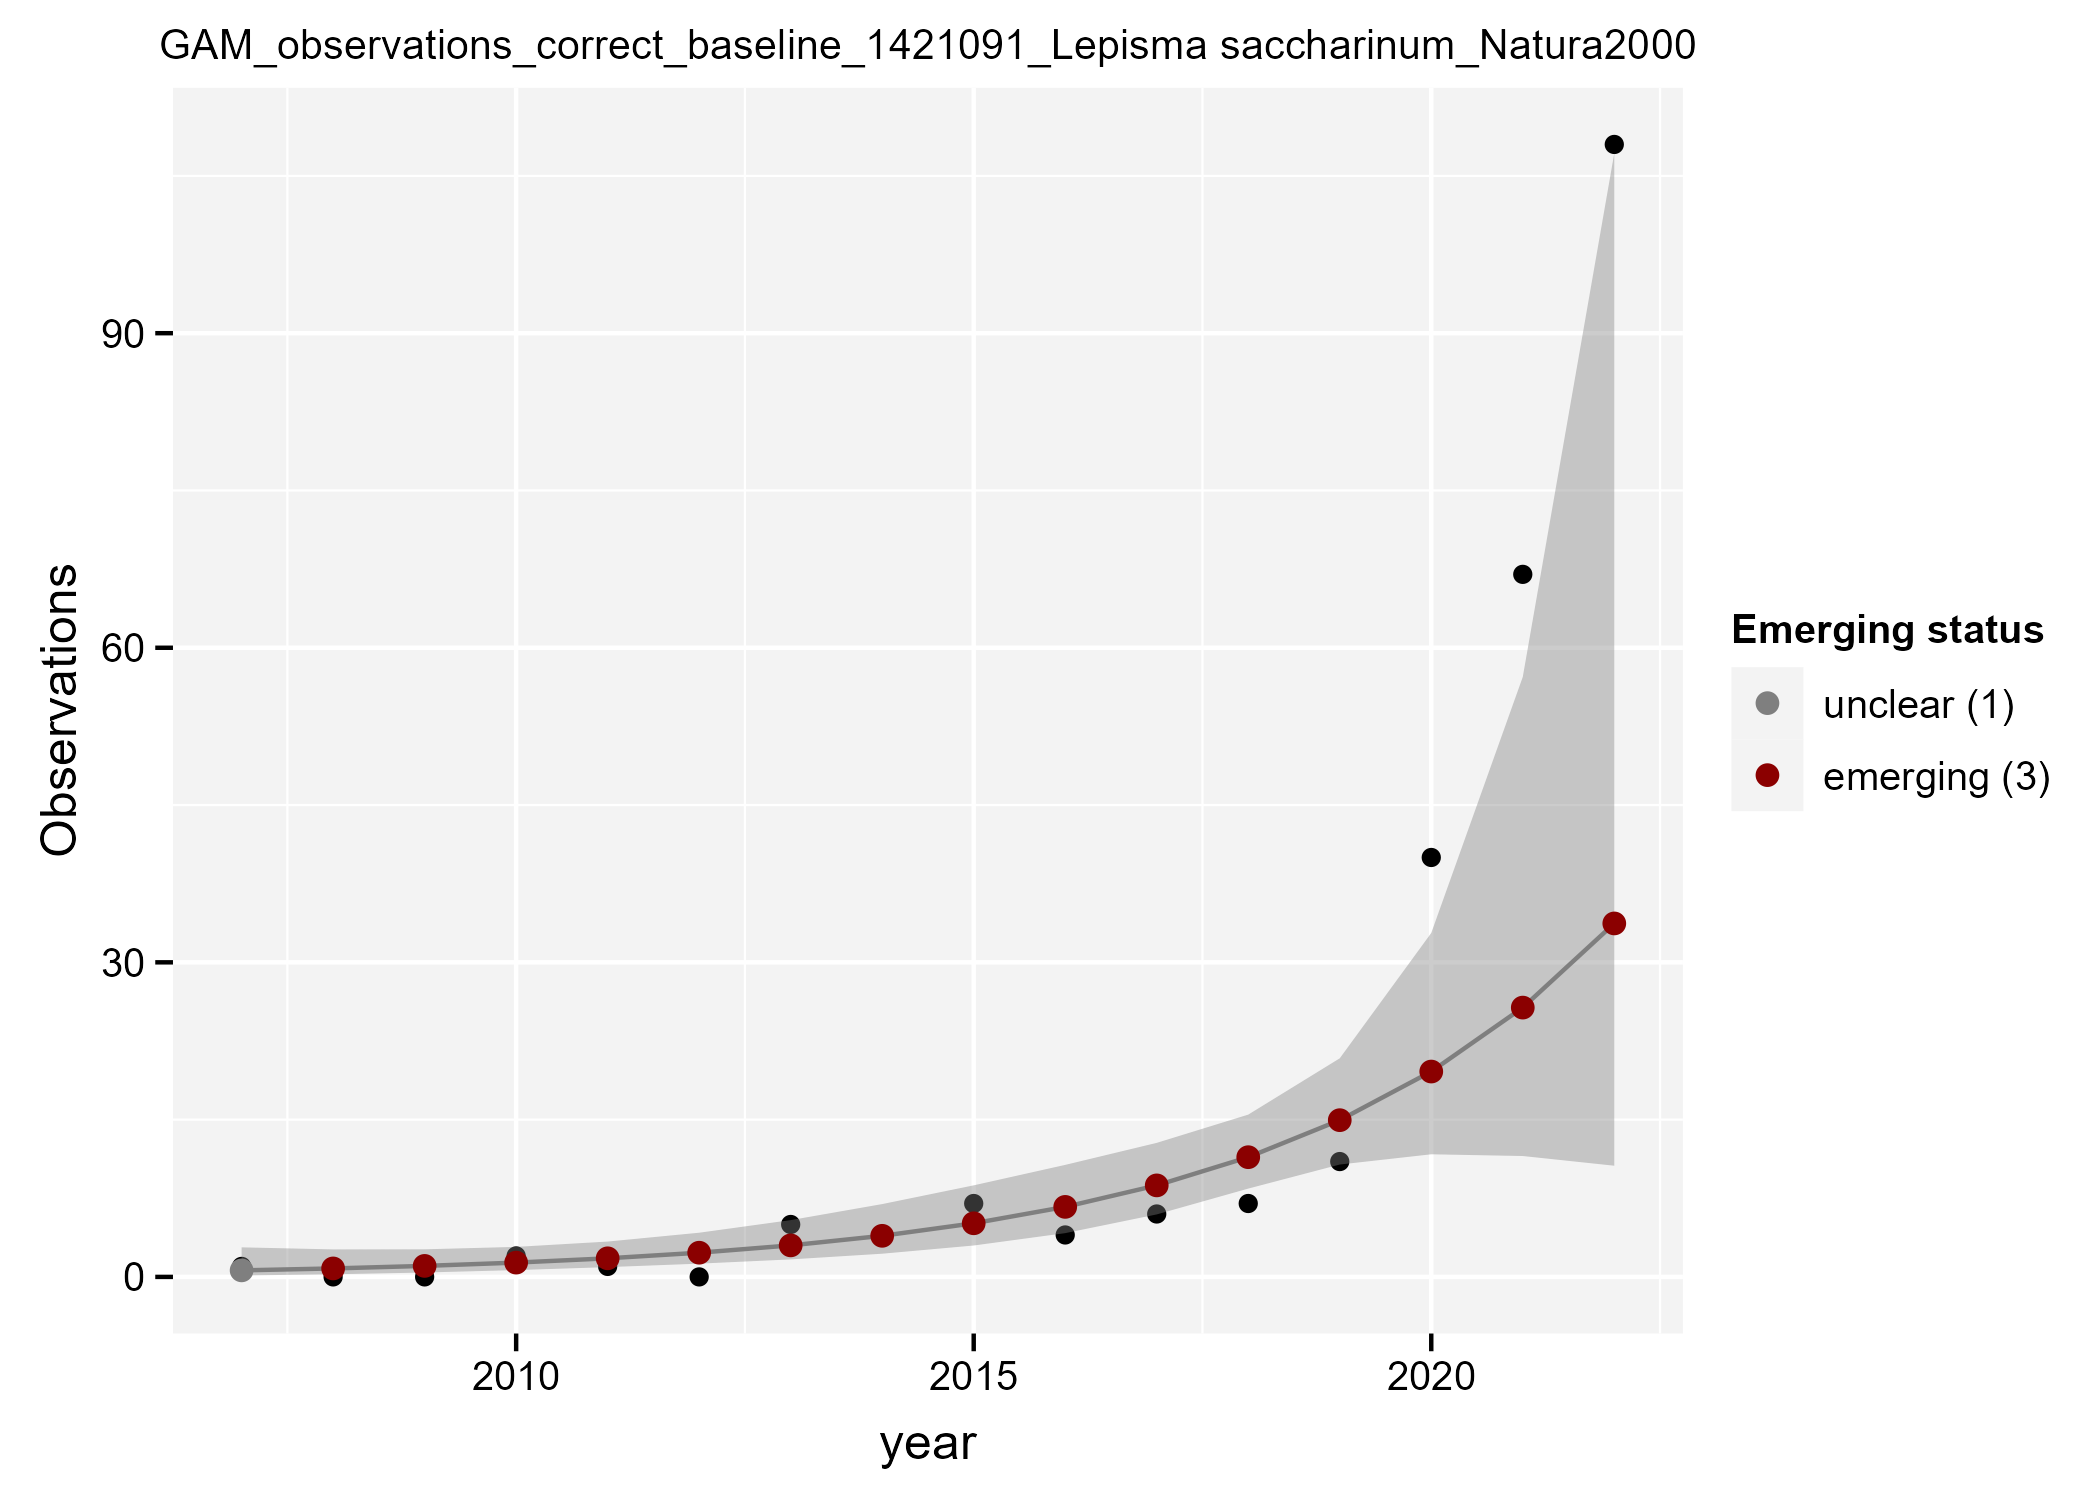 GAM_observations_correct_baseline_1421091_Lepisma saccharinum_Natura2000
Observations
90
60
30
0
2010
2015
2020
year
Emerging status
unclear (1)
emerging (3)